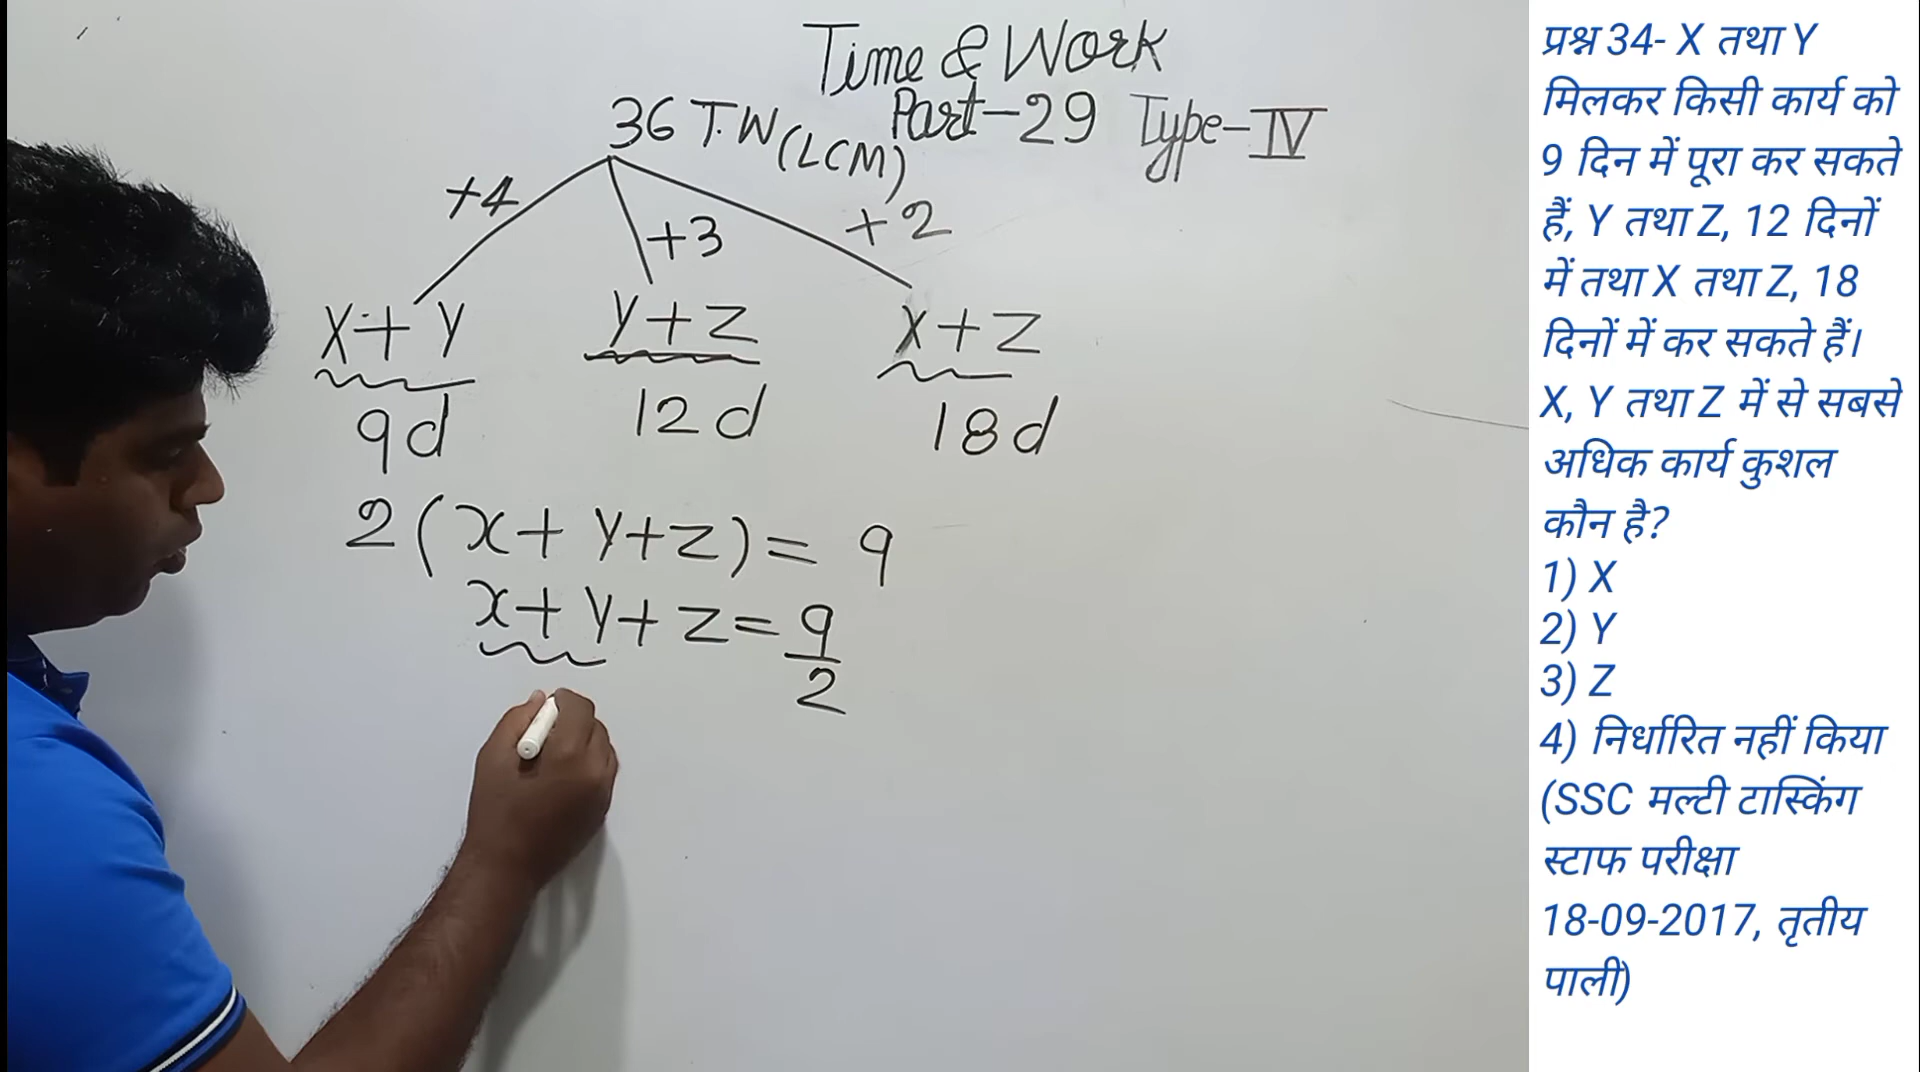 Time & Work
Part-29 Type-IV
36 T.W (LCM)
+4 +3 +2
X+Y Y+Z X+Z
9d 12d 18d
2(x+y+z)=9
x+y+z=9/2
प्रश्न 34- X तथा Y
मिलकर किसी कार्य को
9 दिन में पूरा कर सकते
हैं, Y तथा Z, 12 दिनों
में तथा X तथा Z, 18
दिनों में कर सकते हैं।
X, Y तथा Z में से सबसे
अधिक कार्य कुशल
कौन है?
1) X
2) Y
3) Z
4) निर्धारित नहीं किया
(SSC मल्टी टास्किंग
स्टाफ परीक्षा
18-09-2017, तृतीय
पाली)